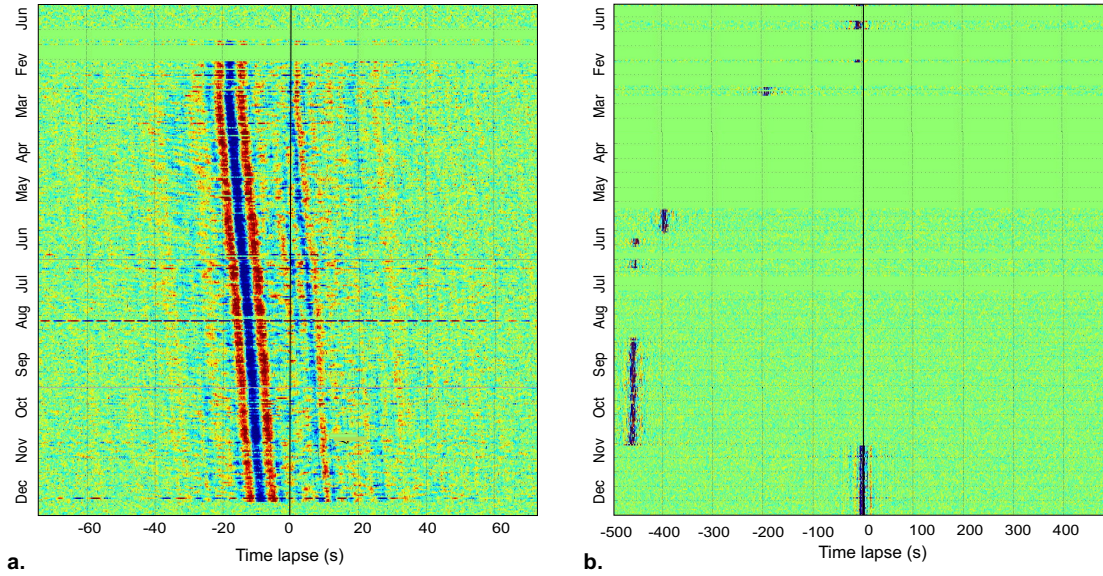 Jun
Fev
Mar
Apr
May
Jun
Jul
Aug
Sep
Oct
Nov
Dec
-60 -40 -20 0 20 40 60
Time lapse (s)
a.
Jun
Fev
Mar
Apr
May
Jun
Jul
Aug
Sep
Oct
Nov
Dec
-500 -400 -300 -200 -100 0 100 200 300 400
Time lapse (s)
b.